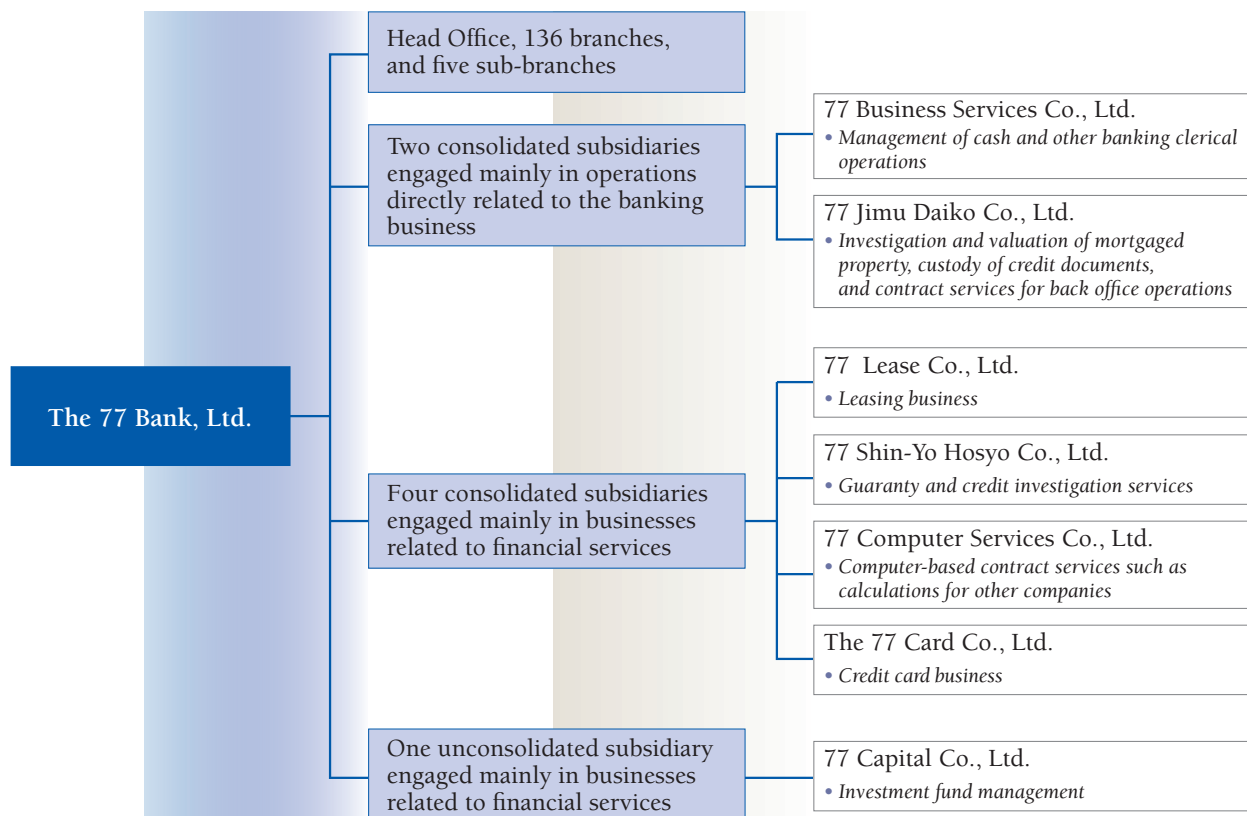 The 77 Bank, Ltd.
Head Office, 136 branches,
and five sub-branches
Two consolidated subsidiaries
engaged mainly in operations
directly related to the banking
business
77 Business Services Co., Ltd.
• Management of cash and other banking clerical
operations
77 Jimu Daiko Co., Ltd.
• Investigation and valuation of mortgaged
property, custody of credit documents,
and contract services for back office operations
Four consolidated subsidiaries
engaged mainly in businesses
related to financial services
77 Lease Co., Ltd.
• Leasing business
77 Shin-Yo Hosyo Co., Ltd.
• Guaranty and credit investigation services
77 Computer Services Co., Ltd.
• Computer-based contract services such as
calculations for other companies
The 77 Card Co., Ltd.
• Credit card business
One unconsolidated subsidiary
engaged mainly in businesses
related to financial services
77 Capital Co., Ltd.
• Investment fund management